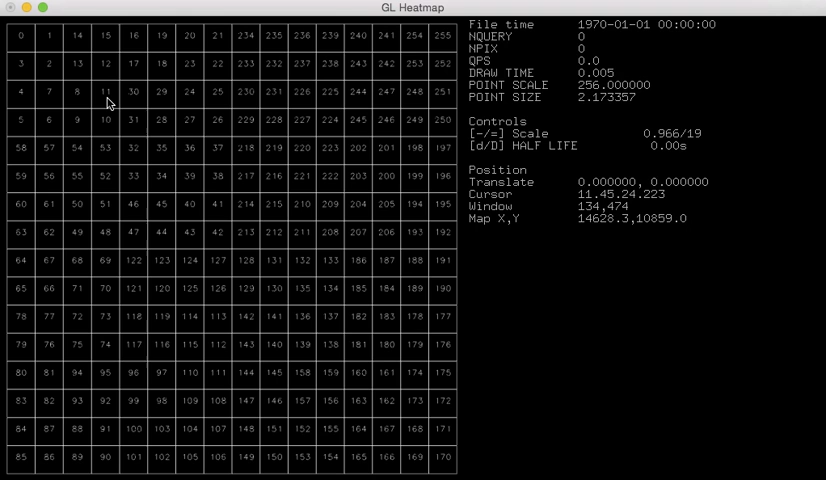 GL Heatmap
0 1 14 15 16 19 20 21 234 235 236 239 240 241 254 255
3 2 13 12 17 18 23 22 233 232 237 238 243 242 253 252
4 7 8 11 30 29 24 25 230 231 226 225 244 247 248 251
5 6 9 10 31 28 27 26 229 228 227 224 245 246 249 250
58 57 54 53 32 35 36 37 218 219 220 223 202 201 198 197
59 56 55 52 33 34 39 38 217 216 221 222 203 200 199 196
60 61 50 51 46 45 40 41 214 215 210 209 204 205 194 195
63 62 49 48 47 44 43 42 213 212 211 208 207 206 193 192
64 67 68 69 122 123 124 127 128 131 132 133 186 187 188 191
65 66 71 70 121 120 125 126 129 130 135 134 185 184 189 190
78 77 72 73 118 119 114 113 142 141 136 137 182 183 178 177
79 76 75 74 117 116 115 112 143 140 139 138 181 180 179 176
80 81 94 95 96 97 110 111 144 145 158 159 160 161 174 175
83 82 93 92 99 98 109 108 147 146 157 156 163 162 173 172
84 87 88 91 100 103 104 107 148 151 152 155 164 167 168 171
85 86 89 90 101 102 105 106 149 150 153 154 165 166 169 170
File time 1970-01-01 00:00:00
NQUERY 0
NPIX 0
QPS 0.0
DRAW TIME 0.005
POINT SCALE 256.000000
POINT SIZE 2.173357
Controls
[-/=] Scale 0.966/19
[d/D] HALF LIFE 0.00s
Position
Translate 0.000000, 0.000000
Cursor 11.45.24.223
Window 134,474
Map X,Y 14628.3,10859.0